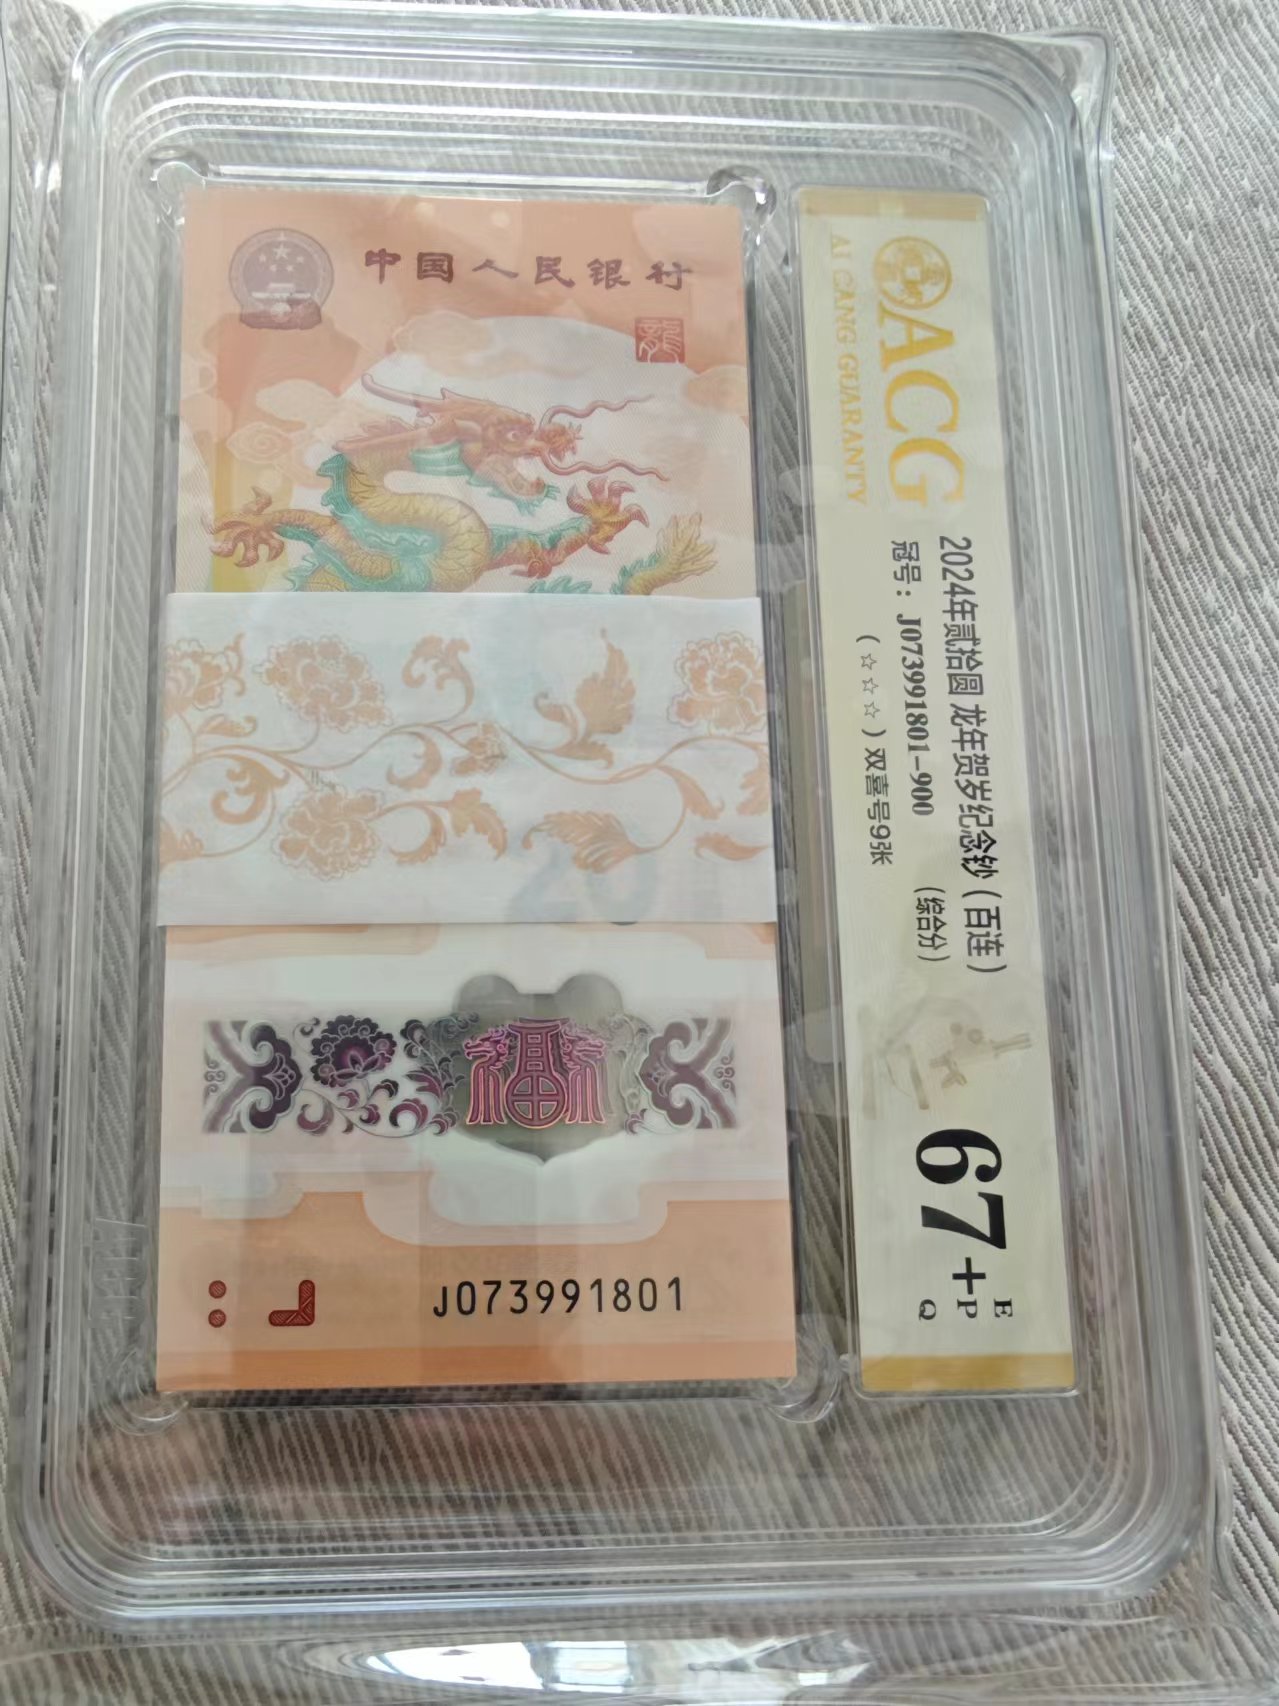 中国人民银行
龍
20
J073991801
ACG
AI CANG GUARANTY
2024年贰拾圆 龙年贺岁纪念钞（百连）
冠号：J073991801-900 （综合分）
（☆☆☆）双喜号9张
67+
E
P
Q